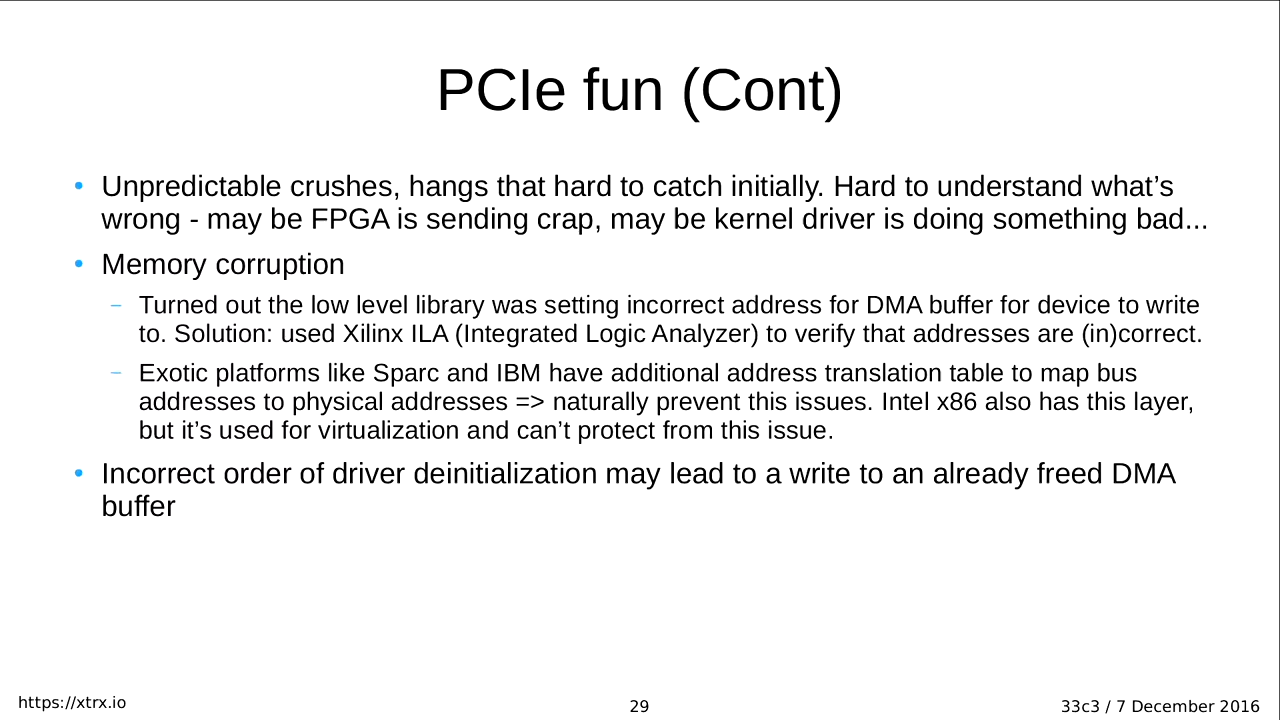 PCIe fun (Cont)
• Unpredictable crushes, hangs that hard to catch initially. Hard to understand what’s
wrong - may be FPGA is sending crap, may be kernel driver is doing something bad...
• Memory corruption
– Turned out the low level library was setting incorrect address for DMA buffer for device to write
to. Solution: used Xilinx ILA (Integrated Logic Analyzer) to verify that addresses are (in)correct.
– Exotic platforms like Sparc and IBM have additional address translation table to map bus
addresses to physical addresses => naturally prevent this issues. Intel x86 also has this layer,
but it’s used for virtualization and can’t protect from this issue.
• Incorrect order of driver deinitialization may lead to a write to an already freed DMA
buffer
https://xtrx.io
29
33c3 / 7 December 2016